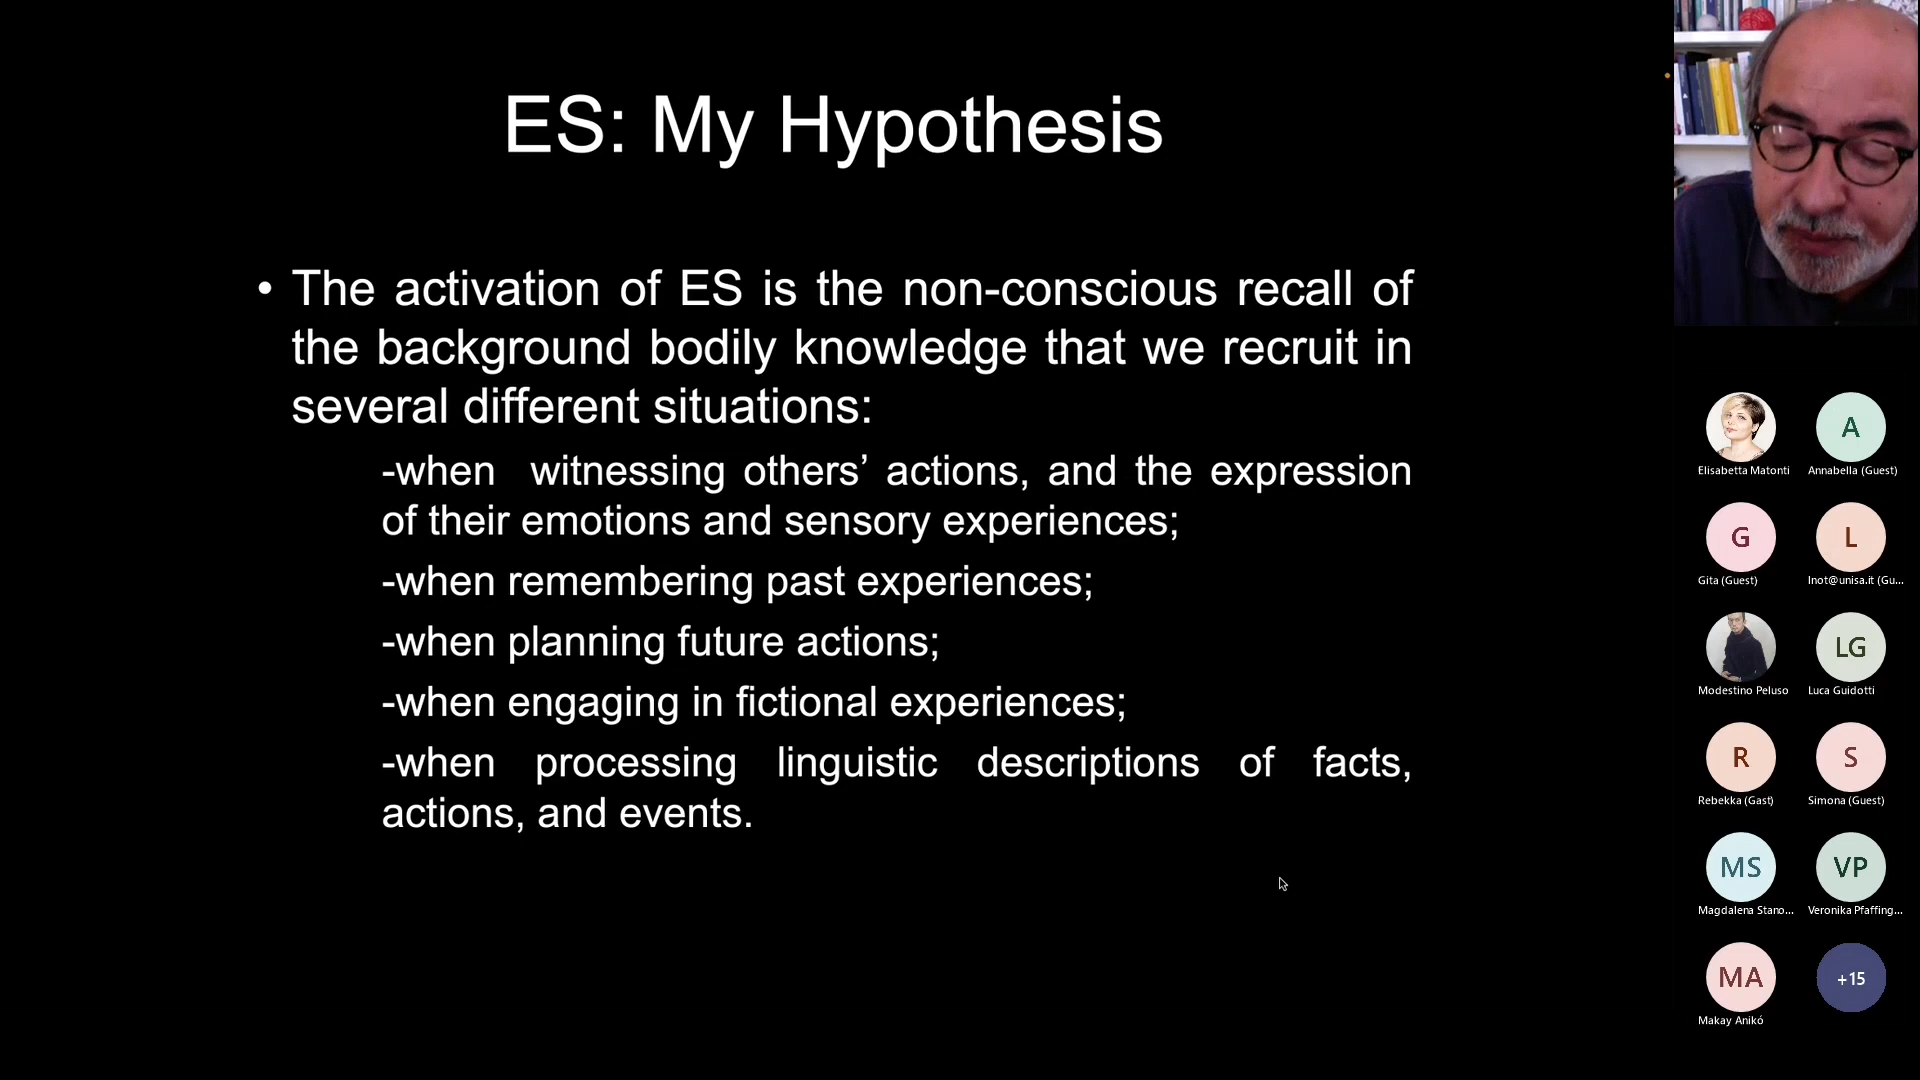 ES: My Hypothesis
• The activation of ES is the non-conscious recall of
the background bodily knowledge that we recruit in
several different situations:
-when witnessing others’ actions, and the expression
of their emotions and sensory experiences;
-when remembering past experiences;
-when planning future actions;
-when engaging in fictional experiences;
-when processing linguistic descriptions of facts,
actions, and events.
A
Elisabetta Matonti
Annabella (Guest)
G
L
Gita (Guest)
lnot@unisa.it (Gu...
LG
Modestino Peluso
Luca Guidotti
R
S
Rebekka (Gast)
Simona (Guest)
MS
VP
Magdalena Stano...
Veronika Pfaffing...
MA
+15
Makay Anikó